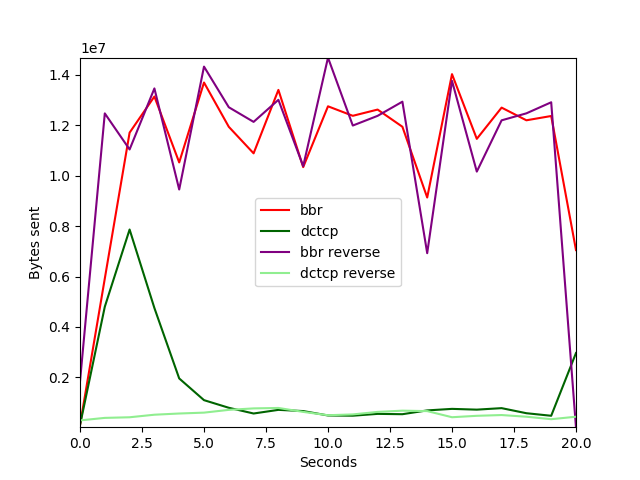 1e7
1.4
1.2
1.0
0.8
0.6
0.4
0.2
Bytes sent
bbr
dctcp
bbr reverse
dctcp reverse
0.0 2.5 5.0 7.5 10.0 12.5 15.0 17.5 20.0
Seconds